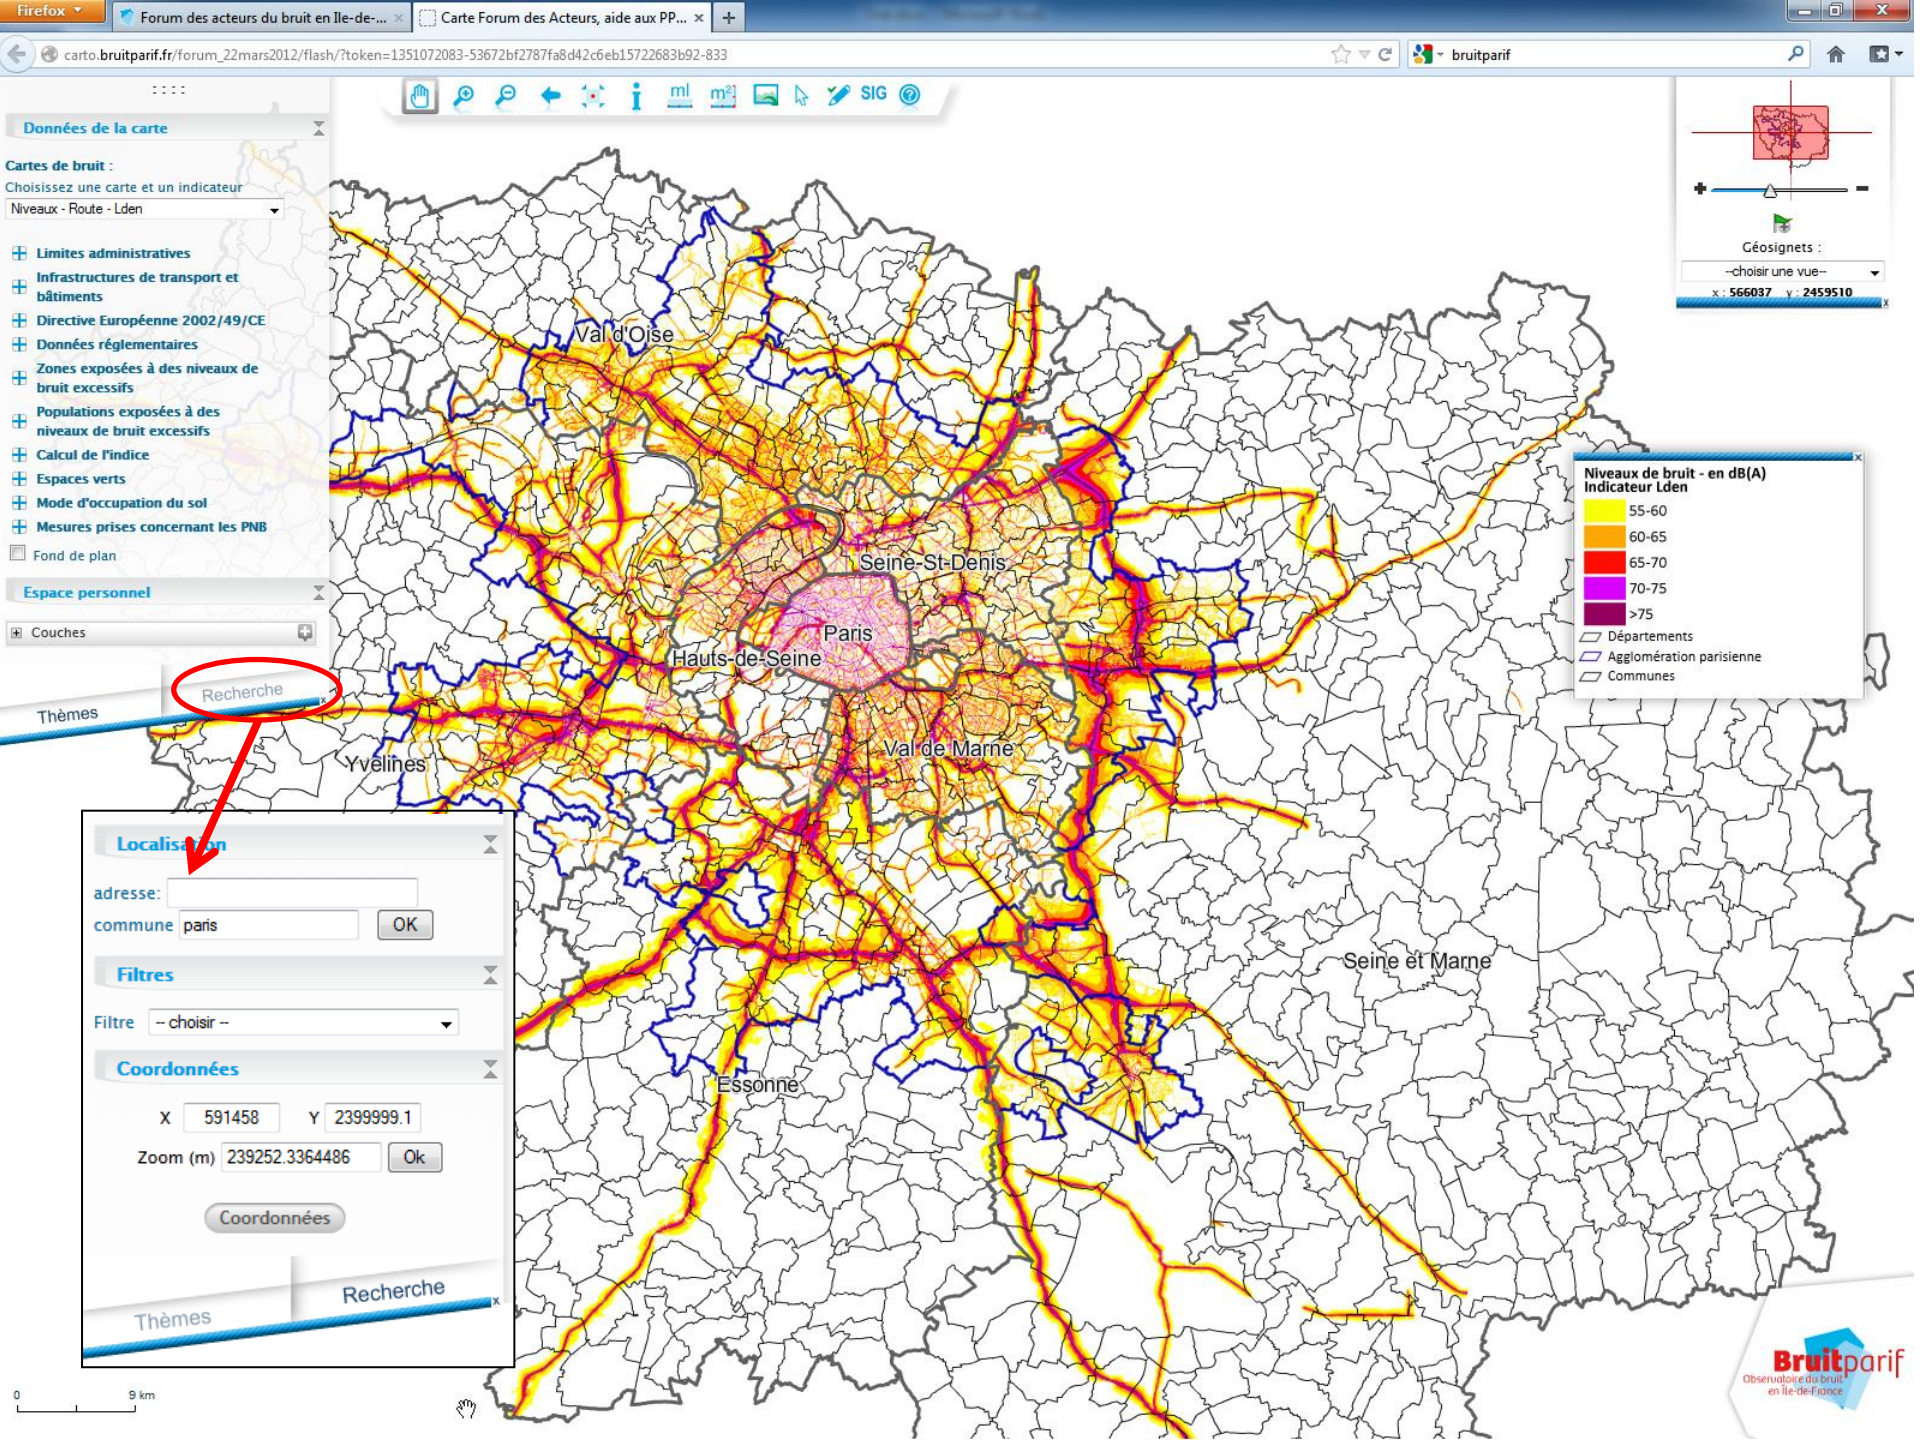 Firefox
Forum des acteurs du bruit en Ile-de-... ×
Carte Forum des Acteurs, aide aux PP... ×
carto.bruitparif.fr/forum_22mars2012/flash/?token=1351072083-53672bf2787fa8d42c6eb15722683b92-833
bruitparif
ml
m²
SIG
Données de la carte
Cartes de bruit :
Choisissez une carte et un indicateur
Niveaux - Route - Lden
Limites administratives
Infrastructures de transport et
bâtiments
Directive Européenne 2002/49/CE
Données réglementaires
Zones exposées à des niveaux de
bruit excessifs
Populations exposées à des
niveaux de bruit excessifs
Calcul de l'indice
Espaces verts
Mode d'occupation du sol
Mesures prises concernant les PNB
Fond de plan
Espace personnel
Couches
Thèmes
Recherche
x
Géosignets :
--choisir une vue--
x : 566037 y : 2459510
x
Niveaux de bruit - en dB(A)
Indicateur Lden
55-60
60-65
65-70
70-75
>75
Départements
Agglomération parisienne
Communes
x
Val d'Oise
Seine-St-Denis
Paris
Hauts-de-Seine
Val de Marne
Yvelines
Seine et Marne
Essonne
Localisation
adresse:
commune paris OK
Filtres
Filtre -- choisir --
Coordonnées
X 591458 Y 2399999.1
Zoom (m) 239252.3364486 Ok
Coordonnées
Thèmes
Recherche
x
0 9 km
Bruitparif
Observatoire du bruit
en Île-de-France